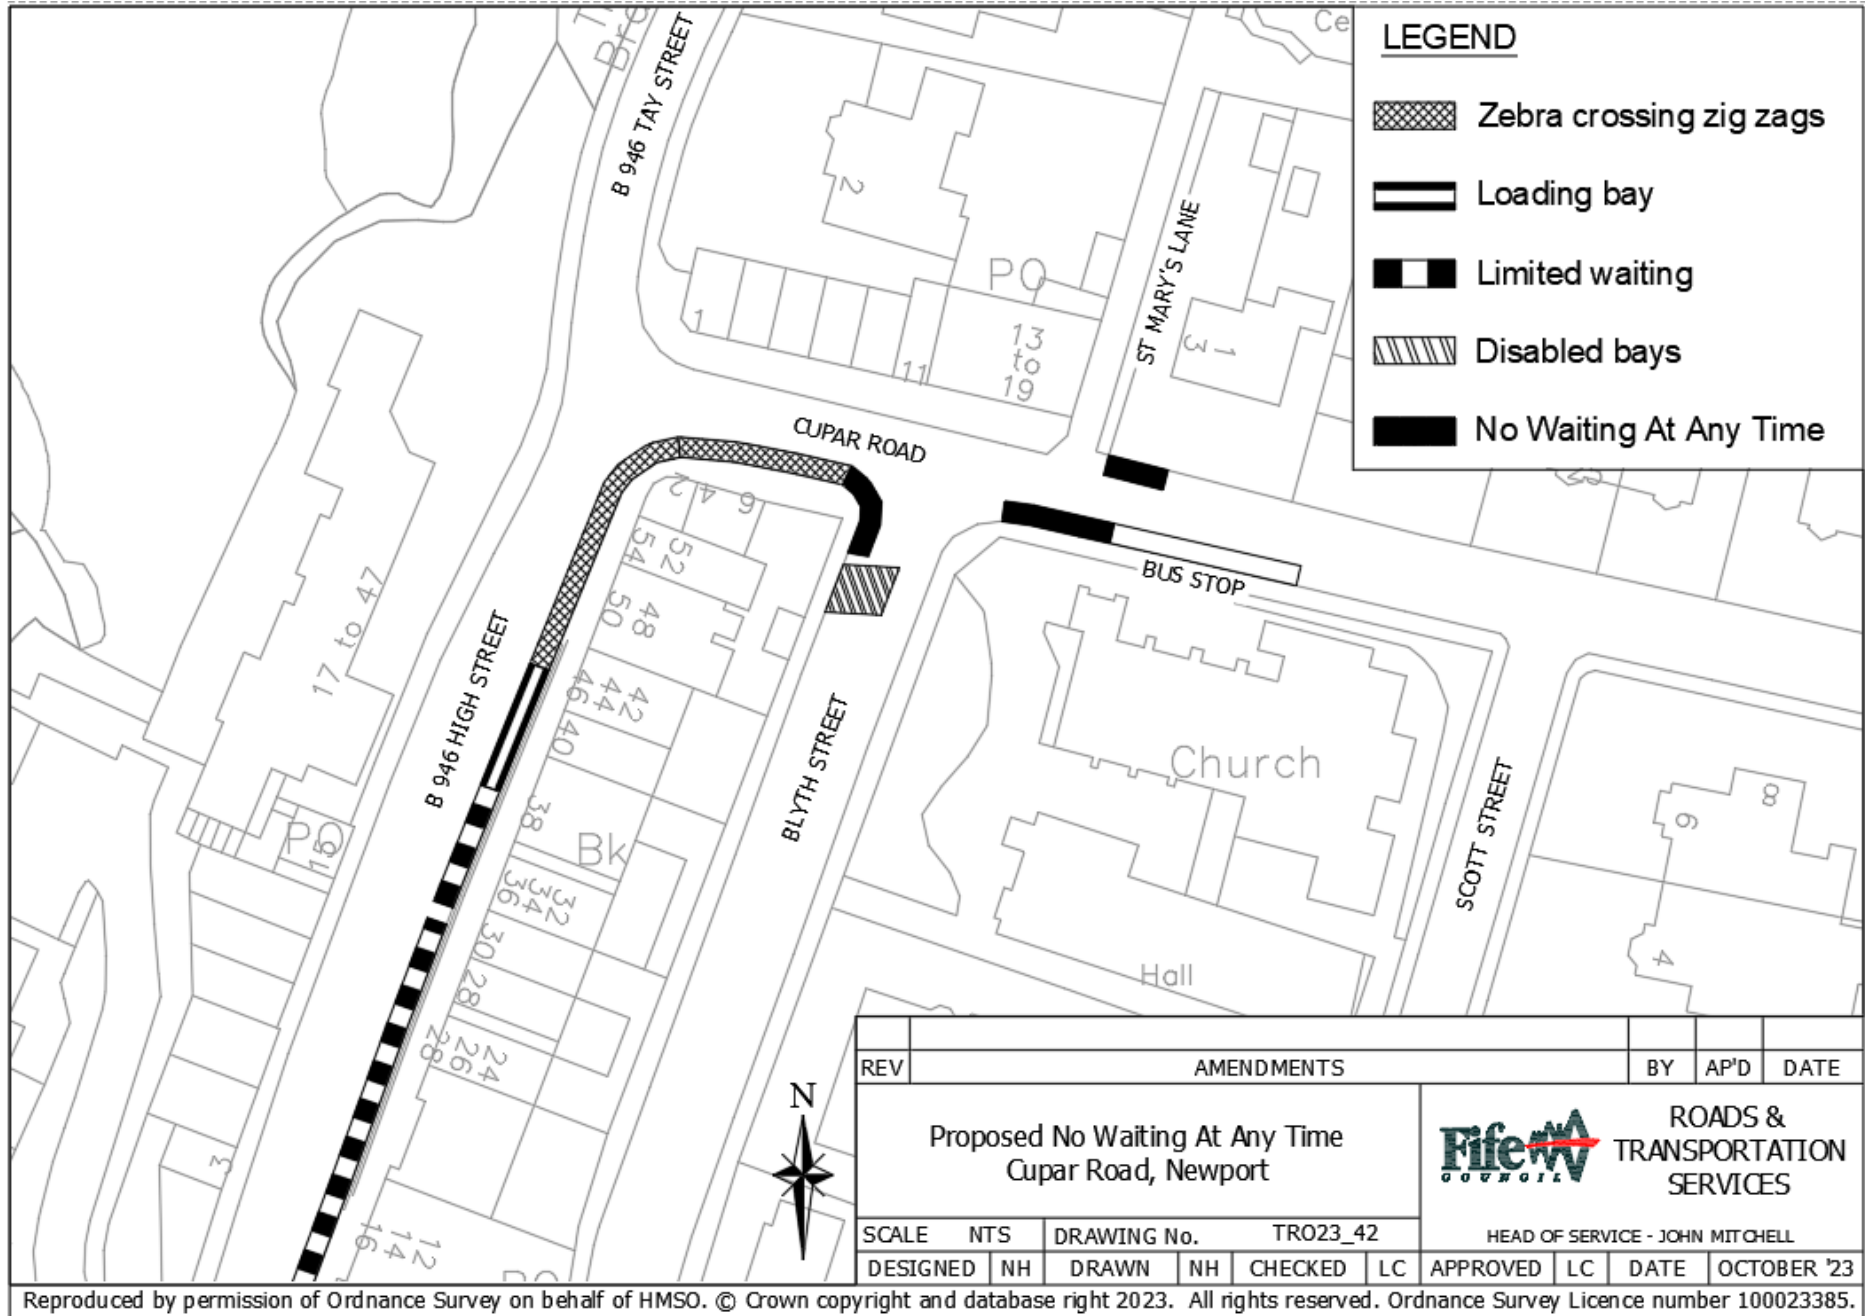 LEGEND
Zebra crossing zig zags
Loading bay
Limited waiting
Disabled bays
No Waiting At Any Time
B 946 TAY STREET
ST MARY'S LANE
CUPAR ROAD
BUS STOP
B 946 HIGH STREET
BLYTH STREET
SCOTT STREET
Ce
2
PO
1
11
13
to
19
1
3
2 4 6
52
54
48
50
17 to 47
42
44
46
40
38
Bk
PO
15
32
34
36
30
28
24
26
28
3
12
14
16
PO
Church
Hall
8
6
4
N
REV
AMENDMENTS
BY
AP'D
DATE
Proposed No Waiting At Any Time
Cupar Road, Newport
Fife
COUNCIL
ROADS &
TRANSPORTATION
SERVICES
SCALE NTS
DRAWING No. TRO23_42
HEAD OF SERVICE - JOHN MITCHELL
DESIGNED NH DRAWN NH CHECKED LC APPROVED LC DATE OCTOBER '23
Reproduced by permission of Ordnance Survey on behalf of HMSO. © Crown copyright and database right 2023. All rights reserved. Ordnance Survey Licence number 100023385.